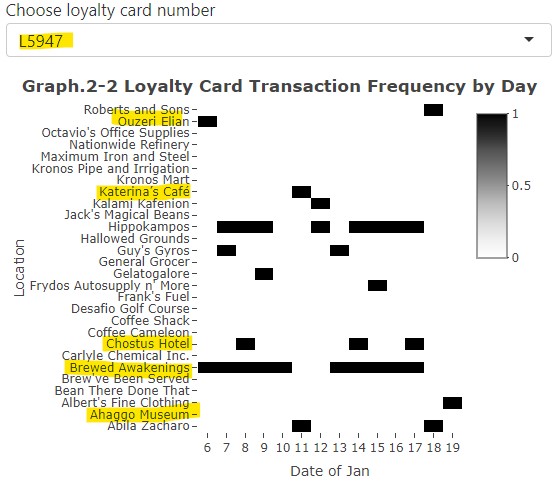 Choose loyalty card number
L5947
Graph.2-2 Loyalty Card Transaction Frequency by Day
Roberts and Sons
Ouzeri Elian
Octavio's Office Supplies
Nationwide Refinery
Maximum Iron and Steel
Kronos Pipe and Irrigation
Kronos Mart
Katerina's Café
Kalami Kafenion
Jack's Magical Beans
Hippokampos
Hallowed Grounds
Guy's Gyros
General Grocer
Gelatogalore
Frydos Autosupply n' More
Frank's Fuel
Desafio Golf Course
Coffee Shack
Coffee Cameleon
Chostus Hotel
Carlyle Chemical Inc.
Brewed Awakenings
Brew've Been Served
Bean There Done That
Albert's Fine Clothing
Ahaggo Museum
Abila Zacharo
Location
6 7 8 9 10 11 12 13 14 15 16 17 18 19
Date of Jan
1
0.5
0